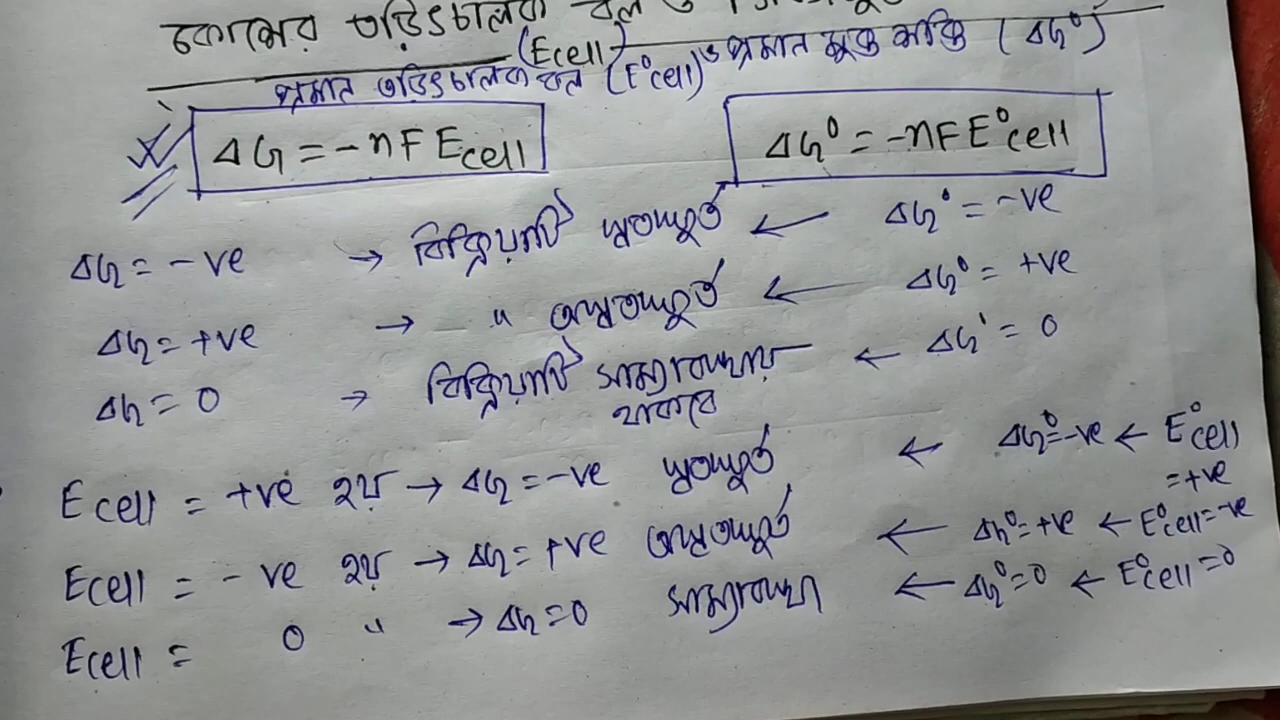 কোষের তড়িৎচালক বল ও
(Ecell)
প্রমাণ তড়িৎচালক বল (E°cell) ও প্রমাণ মুক্ত শক্তি (ΔG°)
ΔG = -nFEcell ΔG° = -nFE°cell
ΔG = -ve → বিক্রিয়াটি স্বতঃস্ফূর্ত ← ΔG° = -ve
ΔG = +ve → " অস্বতঃস্ফূর্ত ← ΔG° = +ve
ΔG = 0 → বিক্রিয়াটি সাম্যাবস্থায় ← ΔG' = 0
থাকবে
Ecell = +ve হয় → ΔG = -ve স্বতঃস্ফূর্ত ← ΔG° = -ve ← E°cell
= +ve
Ecell = -ve হয় → ΔG = +ve অস্বতঃস্ফূর্ত ← ΔG° = +ve ← E°cell = -ve
Ecell = 0 " → ΔG = 0 সাম্যাবস্থা ← ΔG° = 0 ← E°cell = 0